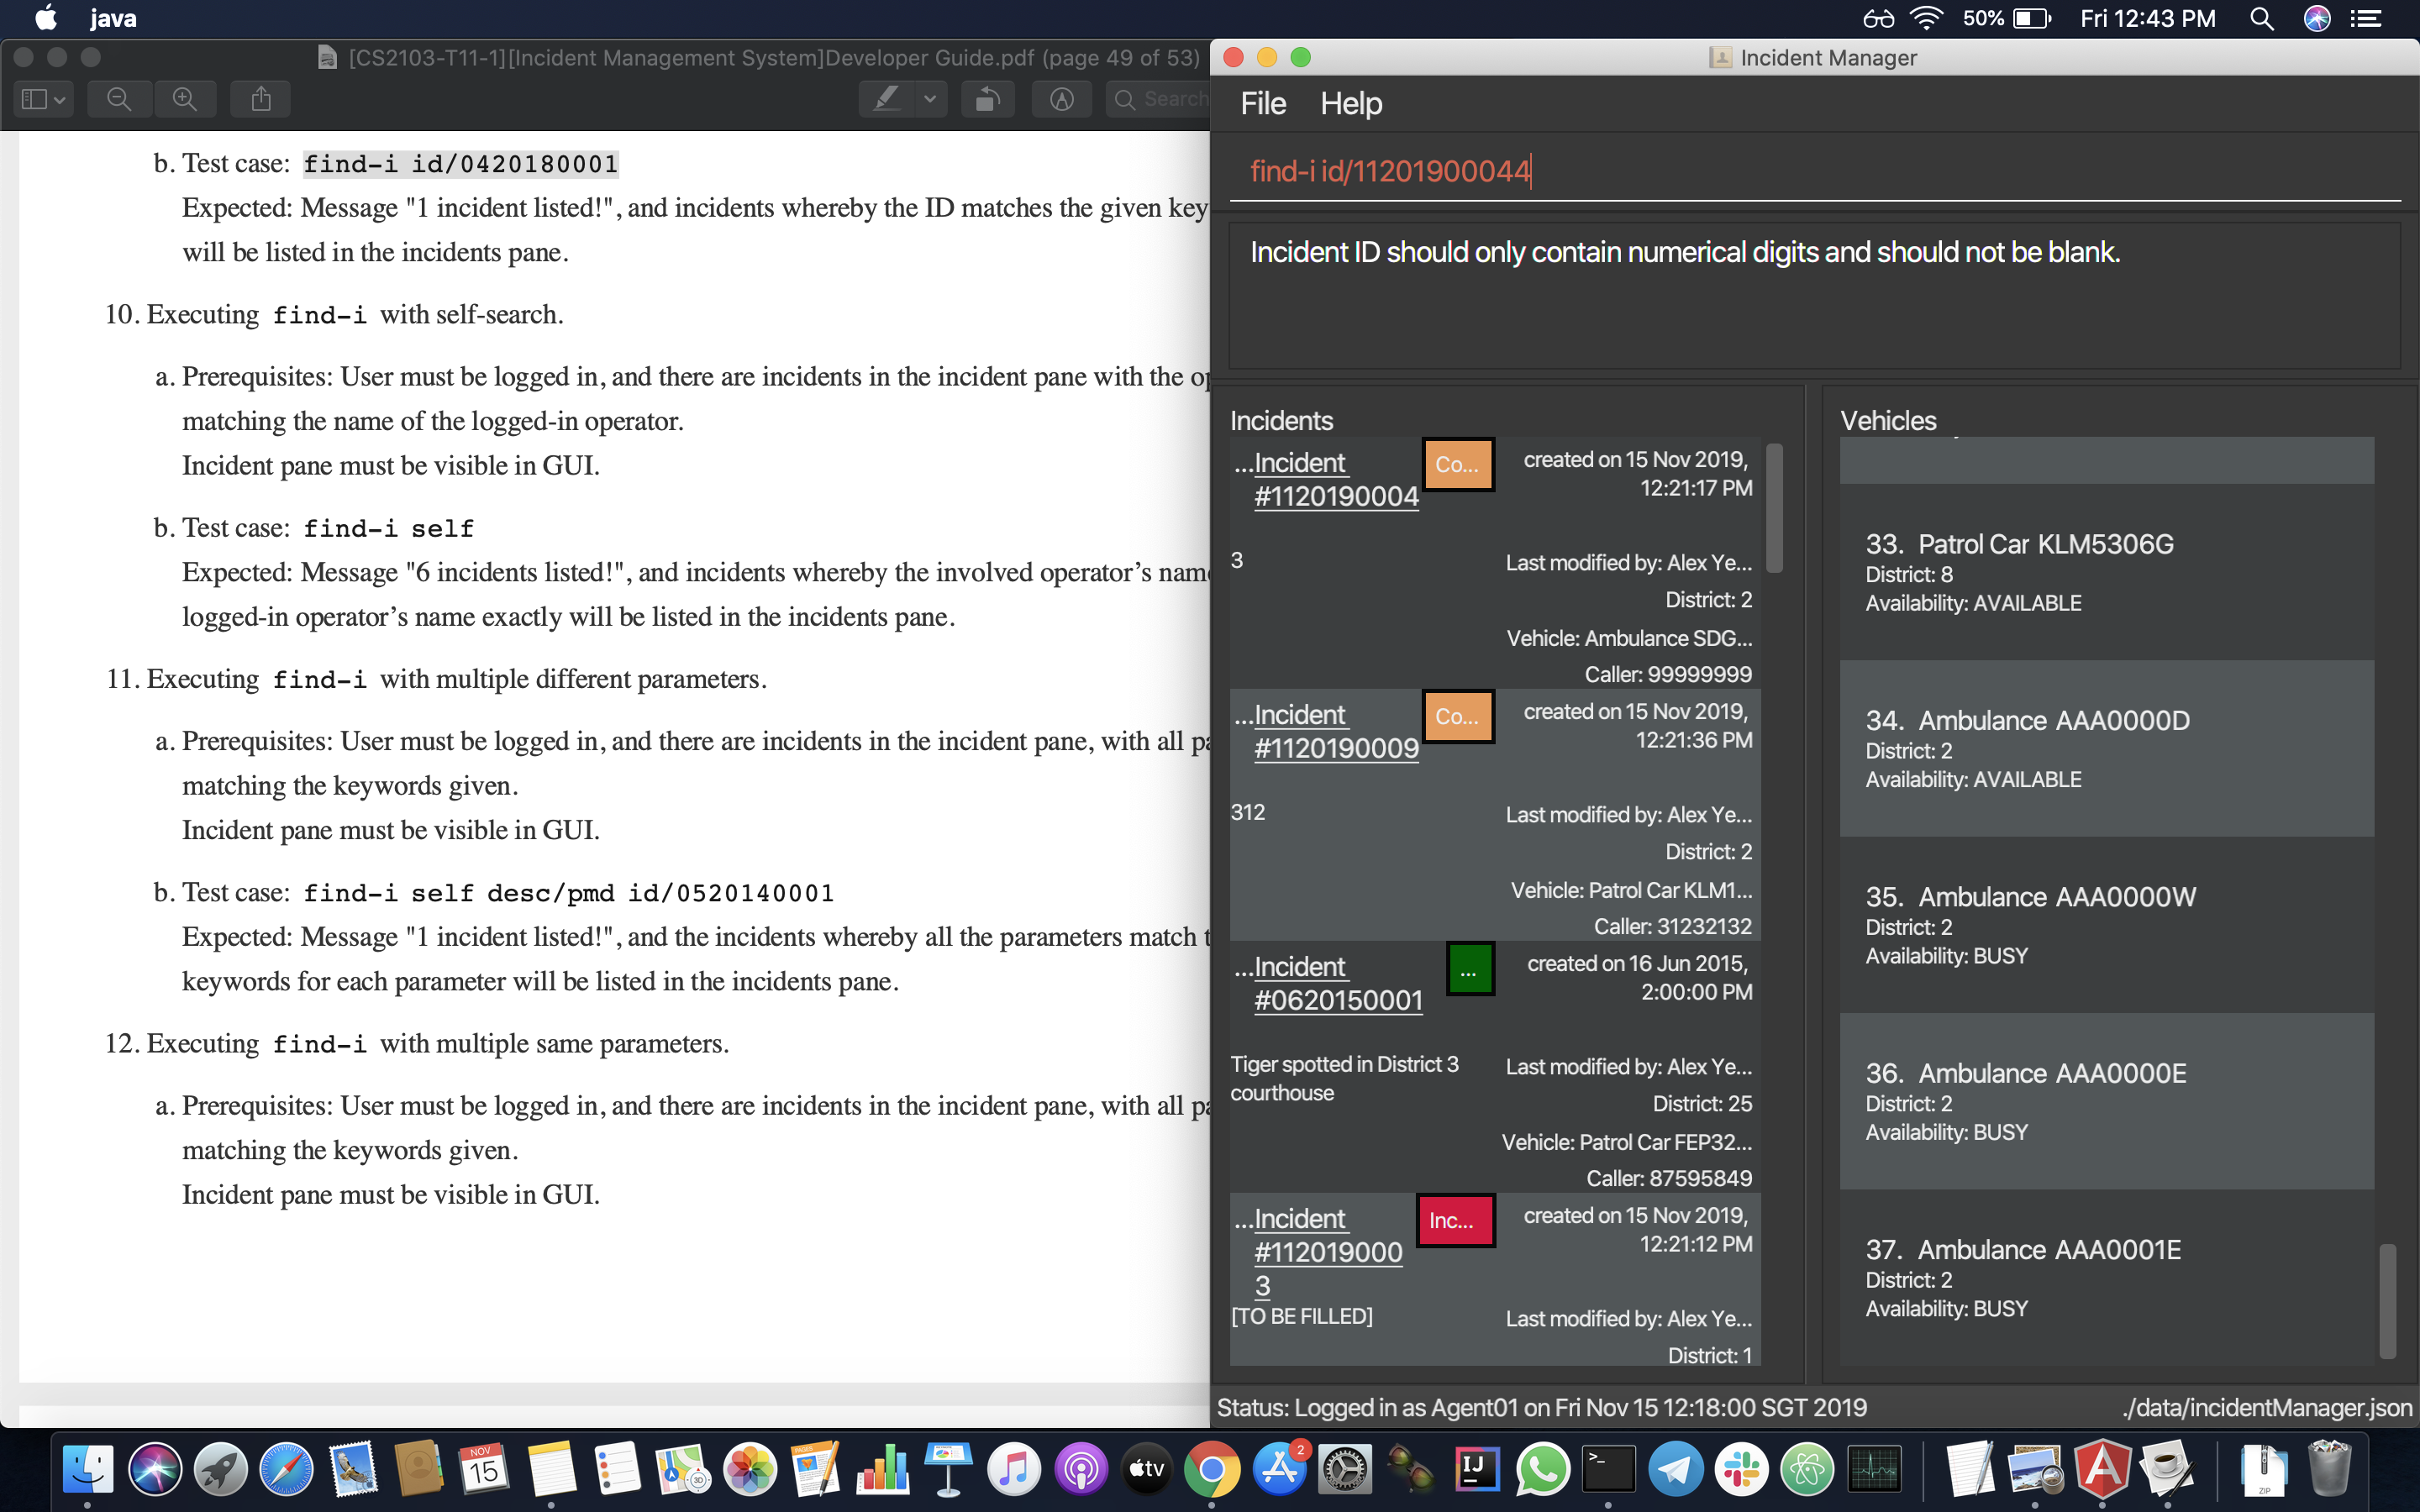 java
50%
Fri 12:43 PM
[CS2103-T11-1][Incident Management System]Developer Guide.pdf (page 49 of 53)
Search
b. Test case: find-i id/0420180001
Expected: Message "1 incident listed!", and incidents whereby the ID matches the given key
will be listed in the incidents pane.
10. Executing find-i with self-search.
a. Prerequisites: User must be logged in, and there are incidents in the incident pane with the op
matching the name of the logged-in operator.
Incident pane must be visible in GUI.
b. Test case: find-i self
Expected: Message "6 incidents listed!", and incidents whereby the involved operator’s name
logged-in operator’s name exactly will be listed in the incidents pane.
11. Executing find-i with multiple different parameters.
a. Prerequisites: User must be logged in, and there are incidents in the incident pane, with all pa
matching the keywords given.
Incident pane must be visible in GUI.
b. Test case: find-i self desc/pmd id/0520140001
Expected: Message "1 incident listed!", and the incidents whereby all the parameters match t
keywords for each parameter will be listed in the incidents pane.
12. Executing find-i with multiple same parameters.
a. Prerequisites: User must be logged in, and there are incidents in the incident pane, with all pa
matching the keywords given.
Incident pane must be visible in GUI.
Incident Manager
File Help
find-i id/11201900044
Incident ID should only contain numerical digits and should not be blank.
Incidents
...Incident
#1120190004
Co...
created on 15 Nov 2019,
12:21:17 PM
3
Last modified by: Alex Ye...
District: 2
Vehicle: Ambulance SDG...
Caller: 99999999
...Incident
#1120190009
Co...
created on 15 Nov 2019,
12:21:36 PM
312
Last modified by: Alex Ye...
District: 2
Vehicle: Patrol Car KLM1...
Caller: 31232132
...Incident
#0620150001
...
created on 16 Jun 2015,
2:00:00 PM
Tiger spotted in District 3
courthouse
Last modified by: Alex Ye...
District: 25
Vehicle: Patrol Car FEP32...
Caller: 87595849
...Incident
#112019000
3
Inc...
created on 15 Nov 2019,
12:21:12 PM
[TO BE FILLED]
Last modified by: Alex Ye...
District: 1
Vehicles
33. Patrol Car KLM5306G
District: 8
Availability: AVAILABLE
34. Ambulance AAA0000D
District: 2
Availability: AVAILABLE
35. Ambulance AAA0000W
District: 2
Availability: BUSY
36. Ambulance AAA0000E
District: 2
Availability: BUSY
37. Ambulance AAA0001E
District: 2
Availability: BUSY
Status: Logged in as Agent01 on Fri Nov 15 12:18:00 SGT 2019
./data/incidentManager.json
NOV
15
PAGES
tv
2
IJ
ZIP